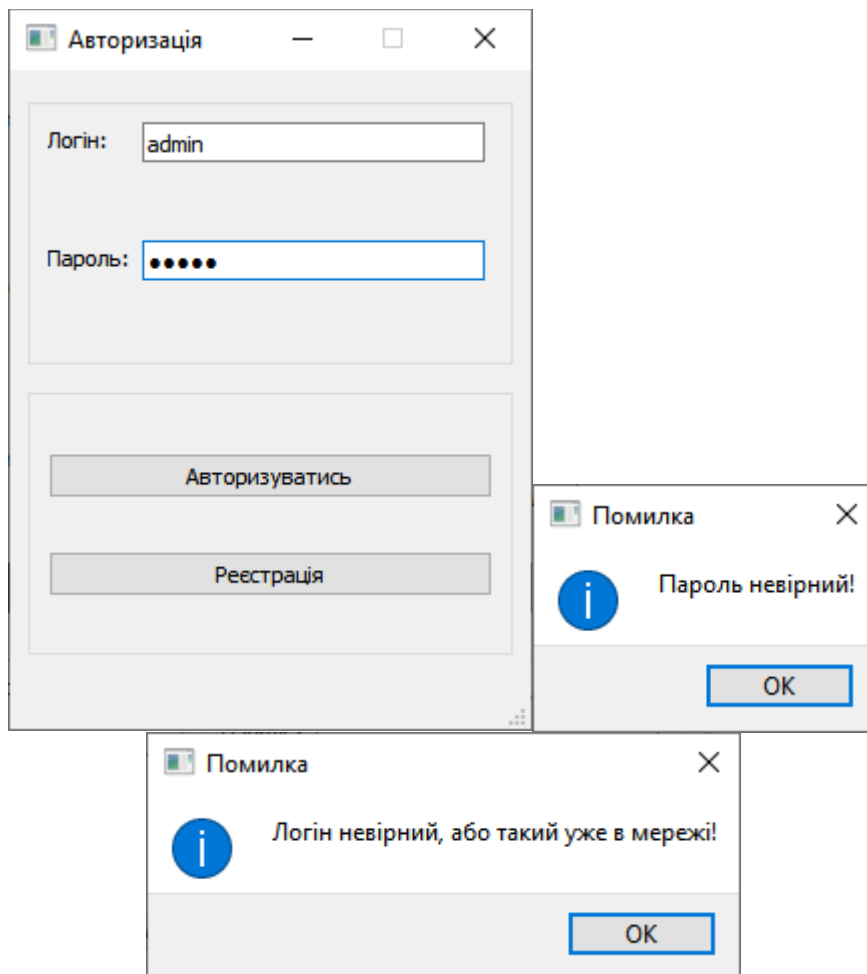 Авторизація
Логін: admin
Пароль: •••••
Авторизуватись
Реєстрація
Помилка
Пароль невірний!
OK
Помилка
Логін невірний, або такий уже в мережі!
OK